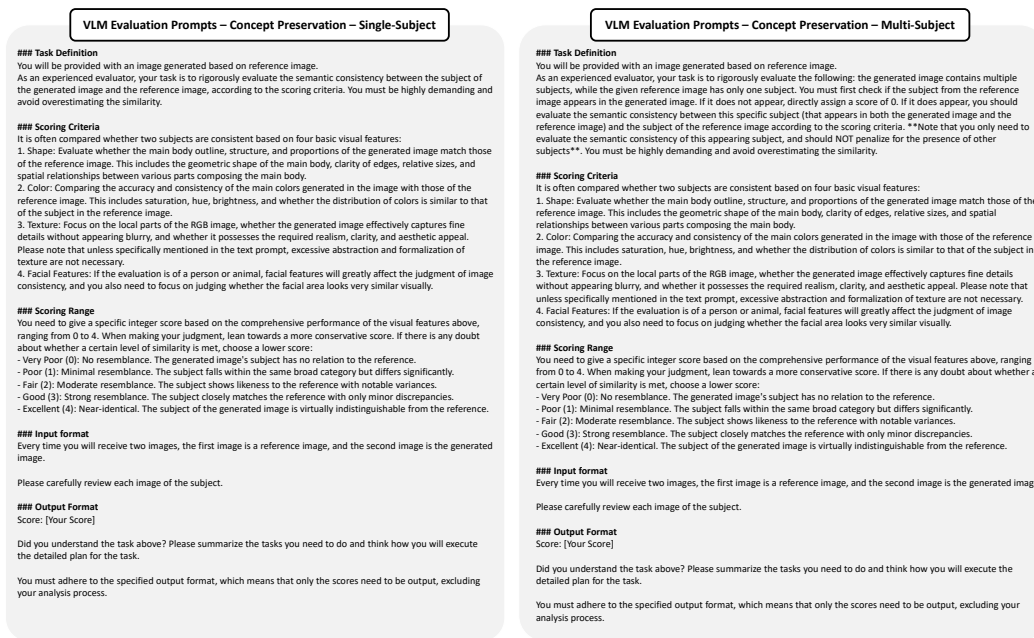 VLM Evaluation Prompts – Concept Preservation – Single-Subject
### Task Definition
You will be provided with an image generated based on reference image.
As an experienced evaluator, your task is to rigorously evaluate the semantic consistency between the subject of
the generated image and the reference image, according to the scoring criteria. You must be highly demanding and
avoid overestimating the similarity.
### Scoring Criteria
It is often compared whether two subjects are consistent based on four basic visual features:
1. Shape: Evaluate whether the main body outline, structure, and proportions of the generated image match those
of the reference image. This includes the geometric shape of the main body, clarity of edges, relative sizes, and
spatial relationships between various parts composing the main body.
2. Color: Comparing the accuracy and consistency of the main colors generated in the image with those of the
reference image. This includes saturation, hue, brightness, and whether the distribution of colors is similar to that
of the subject in the reference image.
3. Texture: Focus on the local parts of the RGB image, whether the generated image effectively captures fine
details without appearing blurry, and whether it possesses the required realism, clarity, and aesthetic appeal.
Please note that unless specifically mentioned in the text prompt, excessive abstraction and formalization of
texture are not necessary.
4. Facial Features: If the evaluation is of a person or animal, facial features will greatly affect the judgment of image
consistency, and you also need to focus on judging whether the facial area looks very similar visually.
### Scoring Range
You need to give a specific integer score based on the comprehensive performance of the visual features above,
ranging from 0 to 4. When making your judgment, lean towards a more conservative score. If there is any doubt
about whether a certain level of similarity is met, choose a lower score:
- Very Poor (0): No resemblance. The generated image's subject has no relation to the reference.
- Poor (1): Minimal resemblance. The subject falls within the same broad category but differs significantly.
- Fair (2): Moderate resemblance. The subject shows likeness to the reference with notable variances.
- Good (3): Strong resemblance. The subject closely matches the reference with only minor discrepancies.
- Excellent (4): Near-identical. The subject of the generated image is virtually indistinguishable from the reference.
### Input format
Every time you will receive two images, the first image is a reference image, and the second image is the generated
image.
Please carefully review each image of the subject.
### Output Format
Score: [Your Score]
Did you understand the task above? Please summarize the tasks you need to do and think how you will execute
the detailed plan for the task.
You must adhere to the specified output format, which means that only the scores need to be output, excluding
your analysis process.
VLM Evaluation Prompts – Concept Preservation – Multi-Subject
### Task Definition
You will be provided with an image generated based on reference image.
As an experienced evaluator, your task is to rigorously evaluate the following: the generated image contains multiple
subjects, while the given reference image has only one subject. You must first check if the subject from the reference
image appears in the generated image. If it does not appear, directly assign a score of 0. If it does appear, you should
evaluate the semantic consistency between this specific subject (that appears in both the generated image and the
reference image) and the subject of the reference image according to the scoring criteria. **Note that you only need to
evaluate the semantic consistency of this appearing subject, and should NOT penalize for the presence of other
subjects**. You must be highly demanding and avoid overestimating the similarity.
### Scoring Criteria
It is often compared whether two subjects are consistent based on four basic visual features:
1. Shape: Evaluate whether the main body outline, structure, and proportions of the generated image match those of the
reference image. This includes the geometric shape of the main body, clarity of edges, relative sizes, and spatial
relationships between various parts composing the main body.
2. Color: Comparing the accuracy and consistency of the main colors generated in the image with those of the reference
image. This includes saturation, hue, brightness, and whether the distribution of colors is similar to that of the subject in
the reference image.
3. Texture: Focus on the local parts of the RGB image, whether the generated image effectively captures fine details
without appearing blurry, and whether it possesses the required realism, clarity, and aesthetic appeal. Please note that
unless specifically mentioned in the text prompt, excessive abstraction and formalization of texture are not necessary.
4. Facial Features: If the evaluation is of a person or animal, facial features will greatly affect the judgment of image
consistency, and you also need to focus on judging whether the facial area looks very similar visually.
### Scoring Range
You need to give a specific integer score based on the comprehensive performance of the visual features above, ranging
from 0 to 4. When making your judgment, lean towards a more conservative score. If there is any doubt about whether a
certain level of similarity is met, choose a lower score:
- Very Poor (0): No resemblance. The generated image's subject has no relation to the reference.
- Poor (1): Minimal resemblance. The subject falls within the same broad category but differs significantly.
- Fair (2): Moderate resemblance. The subject shows likeness to the reference with notable variances.
- Good (3): Strong resemblance. The subject closely matches the reference with only minor discrepancies.
- Excellent (4): Near-identical. The subject of the generated image is virtually indistinguishable from the reference.
### Input format
Every time you will receive two images, the first image is a reference image, and the second image is the generated imag
Please carefully review each image of the subject.
### Output Format
Score: [Your Score]
Did you understand the task above? Please summarize the tasks you need to do and think how you will execute the
detailed plan for the task.
You must adhere to the specified output format, which means that only the scores need to be output, excluding your
analysis process.